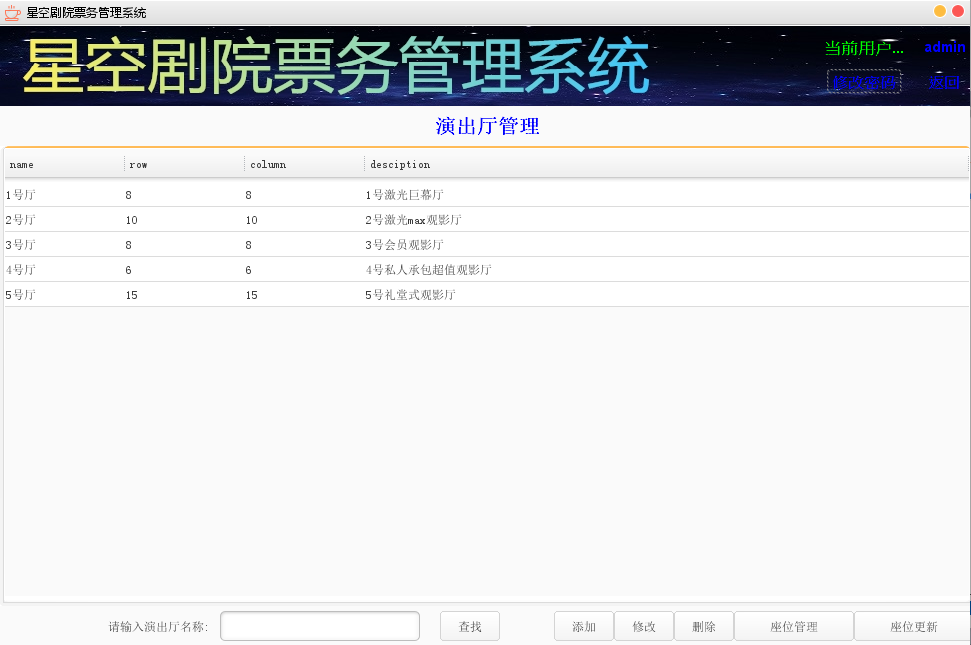 星空剧院票务管理系统
星空剧院票务管理系统
当前用户... admin
修改密码 返回
演出厅管理
name row column desciption
1号厅 8 8 1号激光巨幕厅
2号厅 10 10 2号激光max观影厅
3号厅 8 8 3号会员观影厅
4号厅 6 6 4号私人承包超值观影厅
5号厅 15 15 5号礼堂式观影厅
请输入演出厅名称: 查找 添加 修改 删除 座位管理 座位更新